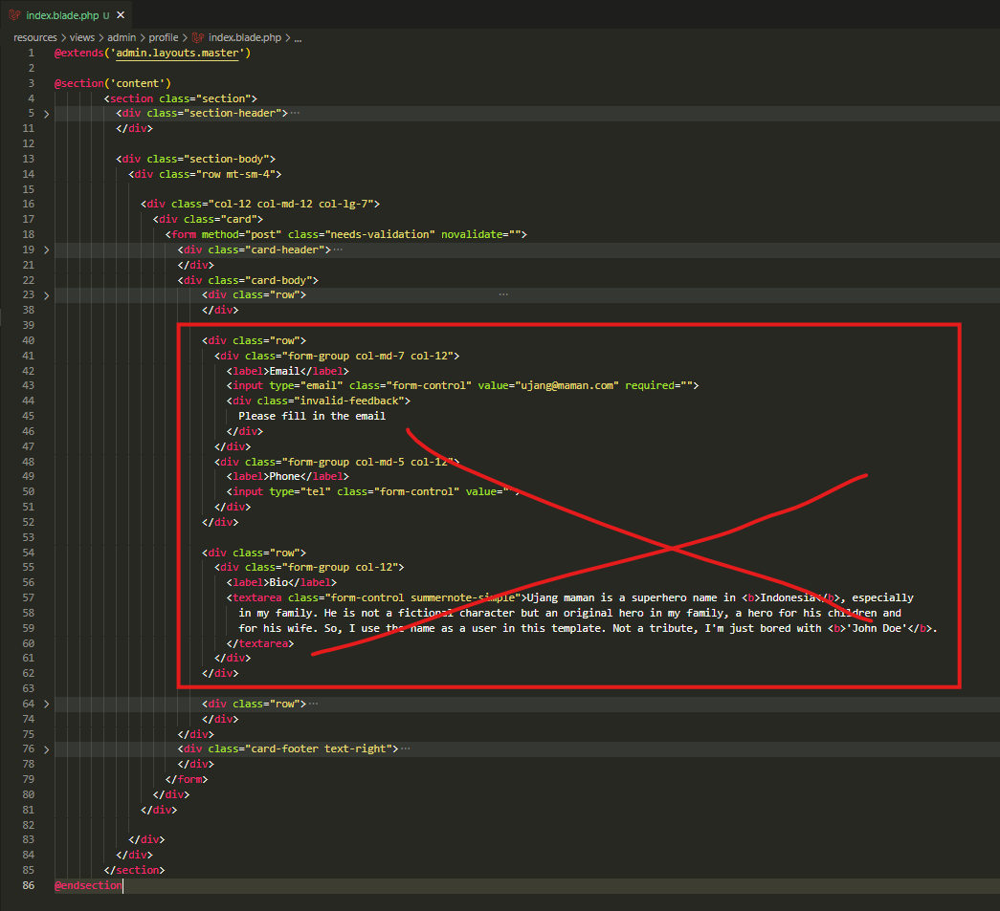 index.blade.php U ×
resources > views > admin > profile > index.blade.php > ...
1 @extends('admin.layouts.master')
2
3 @section('content')
4 <section class="section">
5 <div class="section-header">...
11 </div>
12
13 <div class="section-body">
14 <div class="row mt-sm-4">
15
16 <div class="col-12 col-md-12 col-lg-7">
17 <div class="card">
18 <form method="post" class="needs-validation" novalidate="">
19 <div class="card-header">...
21 </div>
22 <div class="card-body">
23 <div class="row"> ...
38 </div>
39
40 <div class="row">
41 <div class="form-group col-md-7 col-12">
42 <label>Email</label>
43 <input type="email" class="form-control" value="ujang@maman.com" required="">
44 <div class="invalid-feedback">
45 Please fill in the email
46 </div>
47 </div>
48 <div class="form-group col-md-5 col-12">
49 <label>Phone</label>
50 <input type="tel" class="form-control" value="">
51 </div>
52 </div>
53
54 <div class="row">
55 <div class="form-group col-12">
56 <label>Bio</label>
57 <textarea class="form-control summernote-simple">Ujang maman is a superhero name in <b>Indonesia</b>, especially
58 in my family. He is not a fictional character but an original hero in my family, a hero for his children and
59 for his wife. So, I use the name as a user in this template. Not a tribute, I'm just bored with <b>'John Doe'</b>.
60 </textarea>
61 </div>
62 </div>
63
64 <div class="row">...
74 </div>
75 </div>
76 <div class="card-footer text-right">...
78 </div>
79 </form>
80 </div>
81 </div>
82
83 </div>
84 </div>
85 </section>
86 @endsection